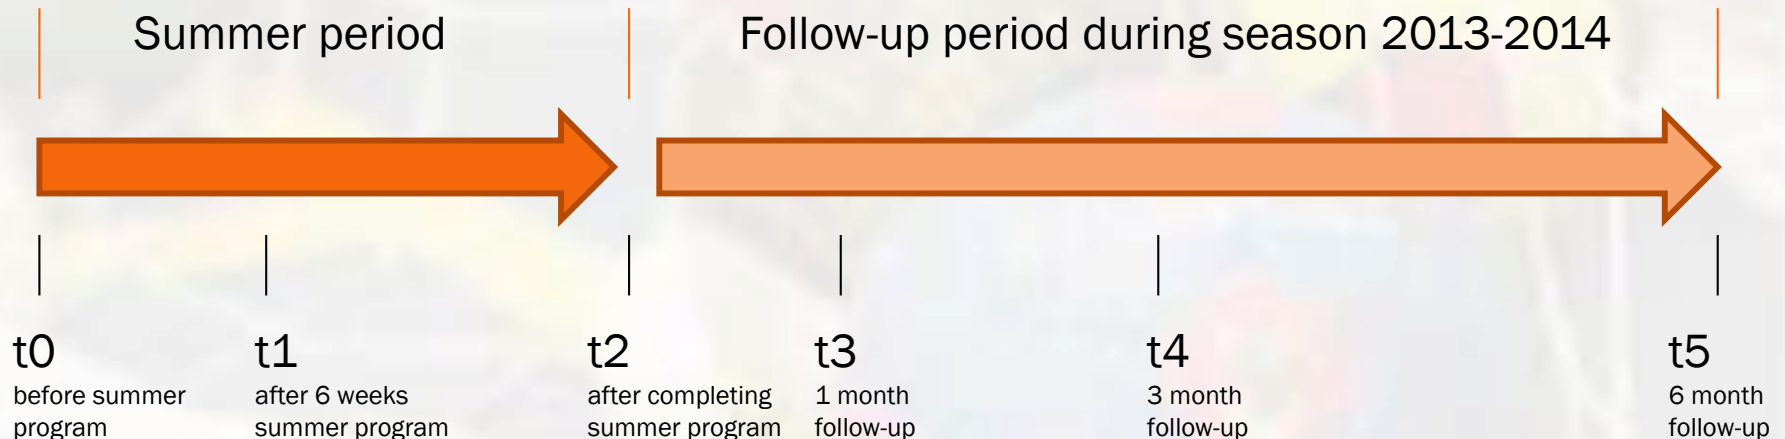 Summer period
Follow-up period during season 2013-2014
t0
before summer
program
t1
after 6 weeks
summer program
t2
after completing
summer program
t3
1 month
follow-up
t4
3 month
follow-up
t5
6 month
follow-up